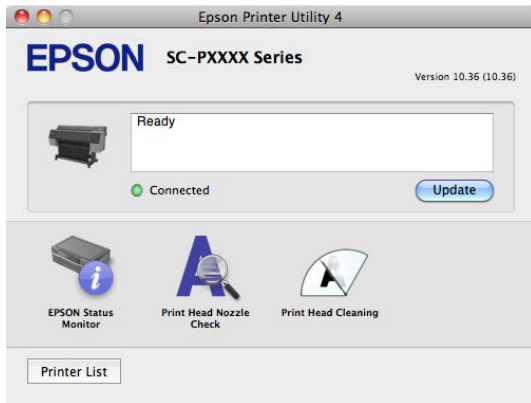 Epson Printer Utility 4
EPSON
SC-PXXXX Series
Version 10.36 (10.36)
Ready
Connected
Update
EPSON Status
Monitor
Print Head Nozzle
Check
Print Head Cleaning
Printer List